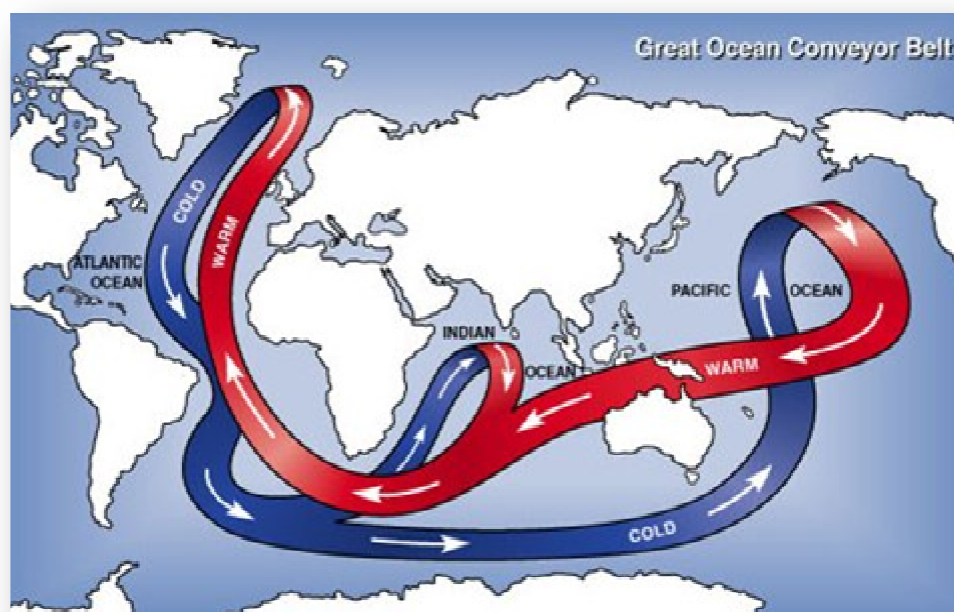 Great Ocean Conveyor Belt
COLD
WARM
ATLANTIC
OCEAN
PACIFIC
OCEAN
INDIAN
OCEAN
WARM
COLD